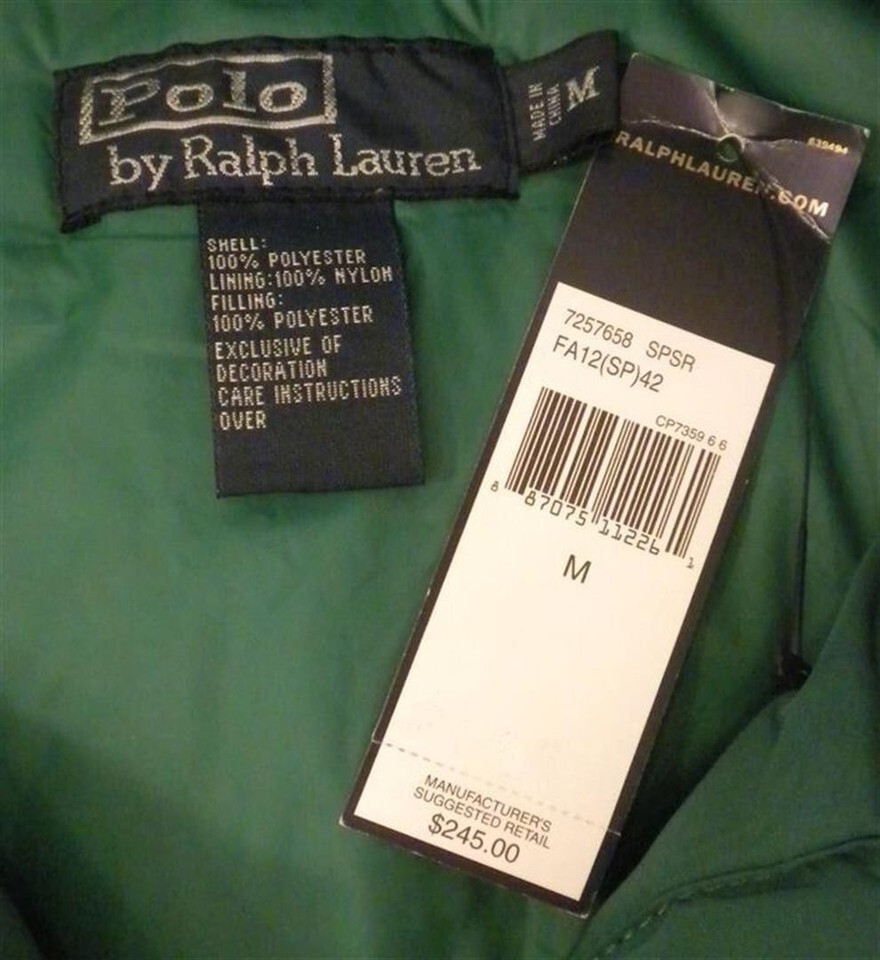 Polo
by Ralph Lauren
MADE IN
CHINA
M
SHELL:
100% POLYESTER
LINING:100% NYLON
FILLING:
100% POLYESTER
EXCLUSIVE OF
DECORATION
CARE INSTRUCTIONS
OVER
639494
RALPHLAUREN.COM
7257658 SPSR
FA12(SP)42
CP7359 6 6
8 87075 11226 1
M
MANUFACTURER'S
SUGGESTED RETAIL
$245.00